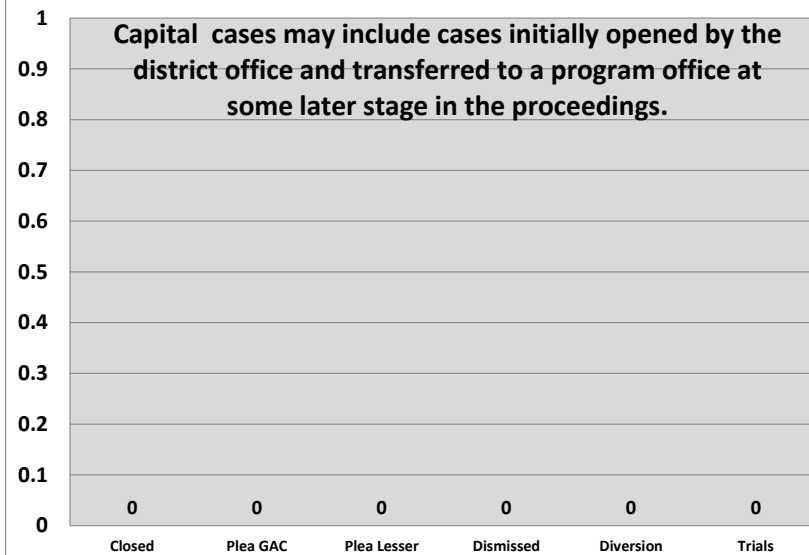 1
Capital  cases may include cases initially opened by the
0.9
district office and transferred to a program office at
some later stage in the proceedings.
0.8
0.7
0.6
0.5
0.4
0.3
0.2
0.1
0 0 0 0 0 0
0
Closed Plea GAC Plea Lesser Dismissed Diversion Trials